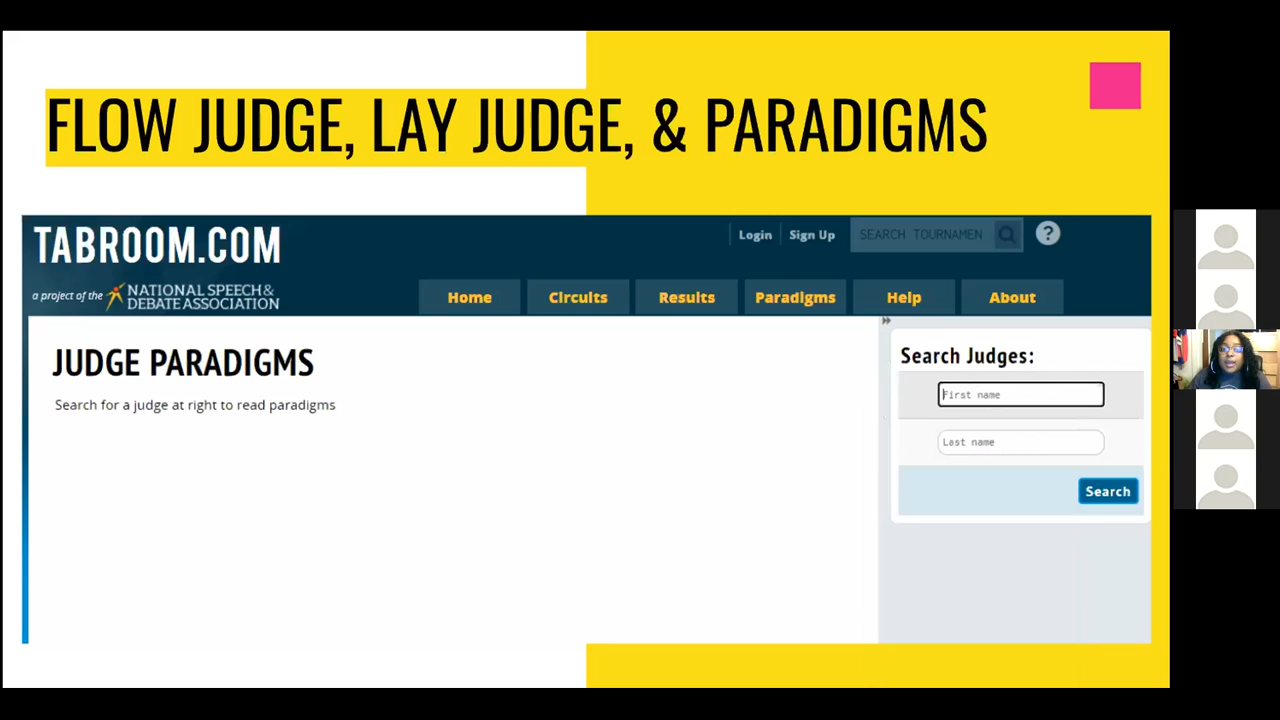 FLOW JUDGE, LAY JUDGE, & PARADIGMS
TABROOM.COM
Login
Sign Up
SEARCH TOURNAMEN
?
a project of the NATIONAL SPEECH & DEBATE ASSOCIATION
Home
Circuits
Results
Paradigms
Help
About
JUDGE PARADIGMS
Search for a judge at right to read paradigms
Search Judges:
First name
Last name
Search